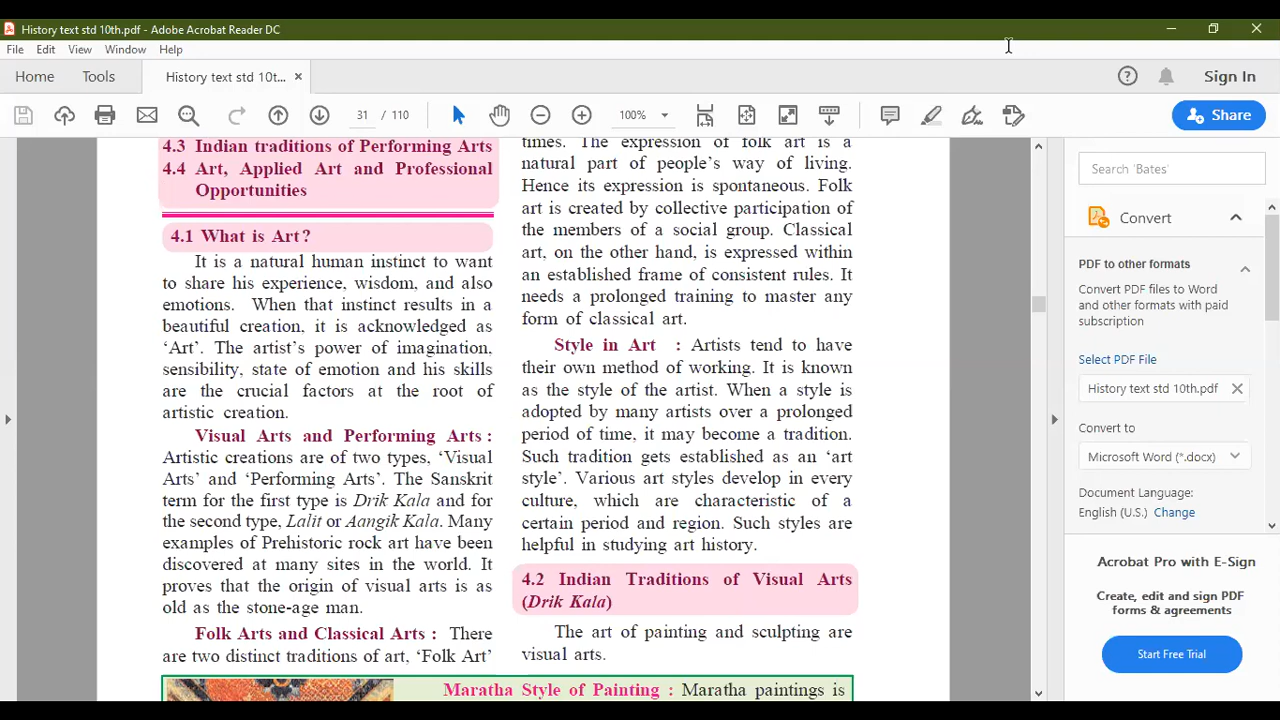 History text std 10th.pdf - Adobe Acrobat Reader DC
File Edit View Window Help
Home Tools History text std 10t... × Sign In
31 / 110 100% Share
4.3 Indian traditions of Performing Arts
4.4 Art, Applied Art and Professional
Opportunities
4.1 What is Art?
It is a natural human instinct to want
to share his experience, wisdom, and also
emotions. When that instinct results in a
beautiful creation, it is acknowledged as
‘Art’. The artist’s power of imagination,
sensibility, state of emotion and his skills
are the crucial factors at the root of
artistic creation.
Visual Arts and Performing Arts :
Artistic creations are of two types, ‘Visual
Arts’ and ‘Performing Arts’. The Sanskrit
term for the first type is Drik Kala and for
the second type, Lalit or Aangik Kala. Many
examples of Prehistoric rock art have been
discovered at many sites in the world. It
proves that the origin of visual arts is as
old as the stone-age man.
Folk Arts and Classical Arts : There
are two distinct traditions of art, ‘Folk Art’
times. The expression of folk art is a
natural part of people’s way of living.
Hence its expression is spontaneous. Folk
art is created by collective participation of
the members of a social group. Classical
art, on the other hand, is expressed within
an established frame of consistent rules. It
needs a prolonged training to master any
form of classical art.
Style in Art : Artists tend to have
their own method of working. It is known
as the style of the artist. When a style is
adopted by many artists over a prolonged
period of time, it may become a tradition.
Such tradition gets established as an ‘art
style’. Various art styles develop in every
culture, which are characteristic of a
certain period and region. Such styles are
helpful in studying art history.
4.2 Indian Traditions of Visual Arts
(Drik Kala)
The art of painting and sculpting are
visual arts.
Maratha Style of Painting : Maratha paintings is
Search 'Bates'
Convert
PDF to other formats
Convert PDF files to Word
and other formats with paid
subscription
Select PDF File
History text std 10th.pdf
Convert to
Microsoft Word (*.docx)
Document Language:
English (U.S.) Change
Acrobat Pro with E-Sign
Create, edit and sign PDF
forms & agreements
Start Free Trial